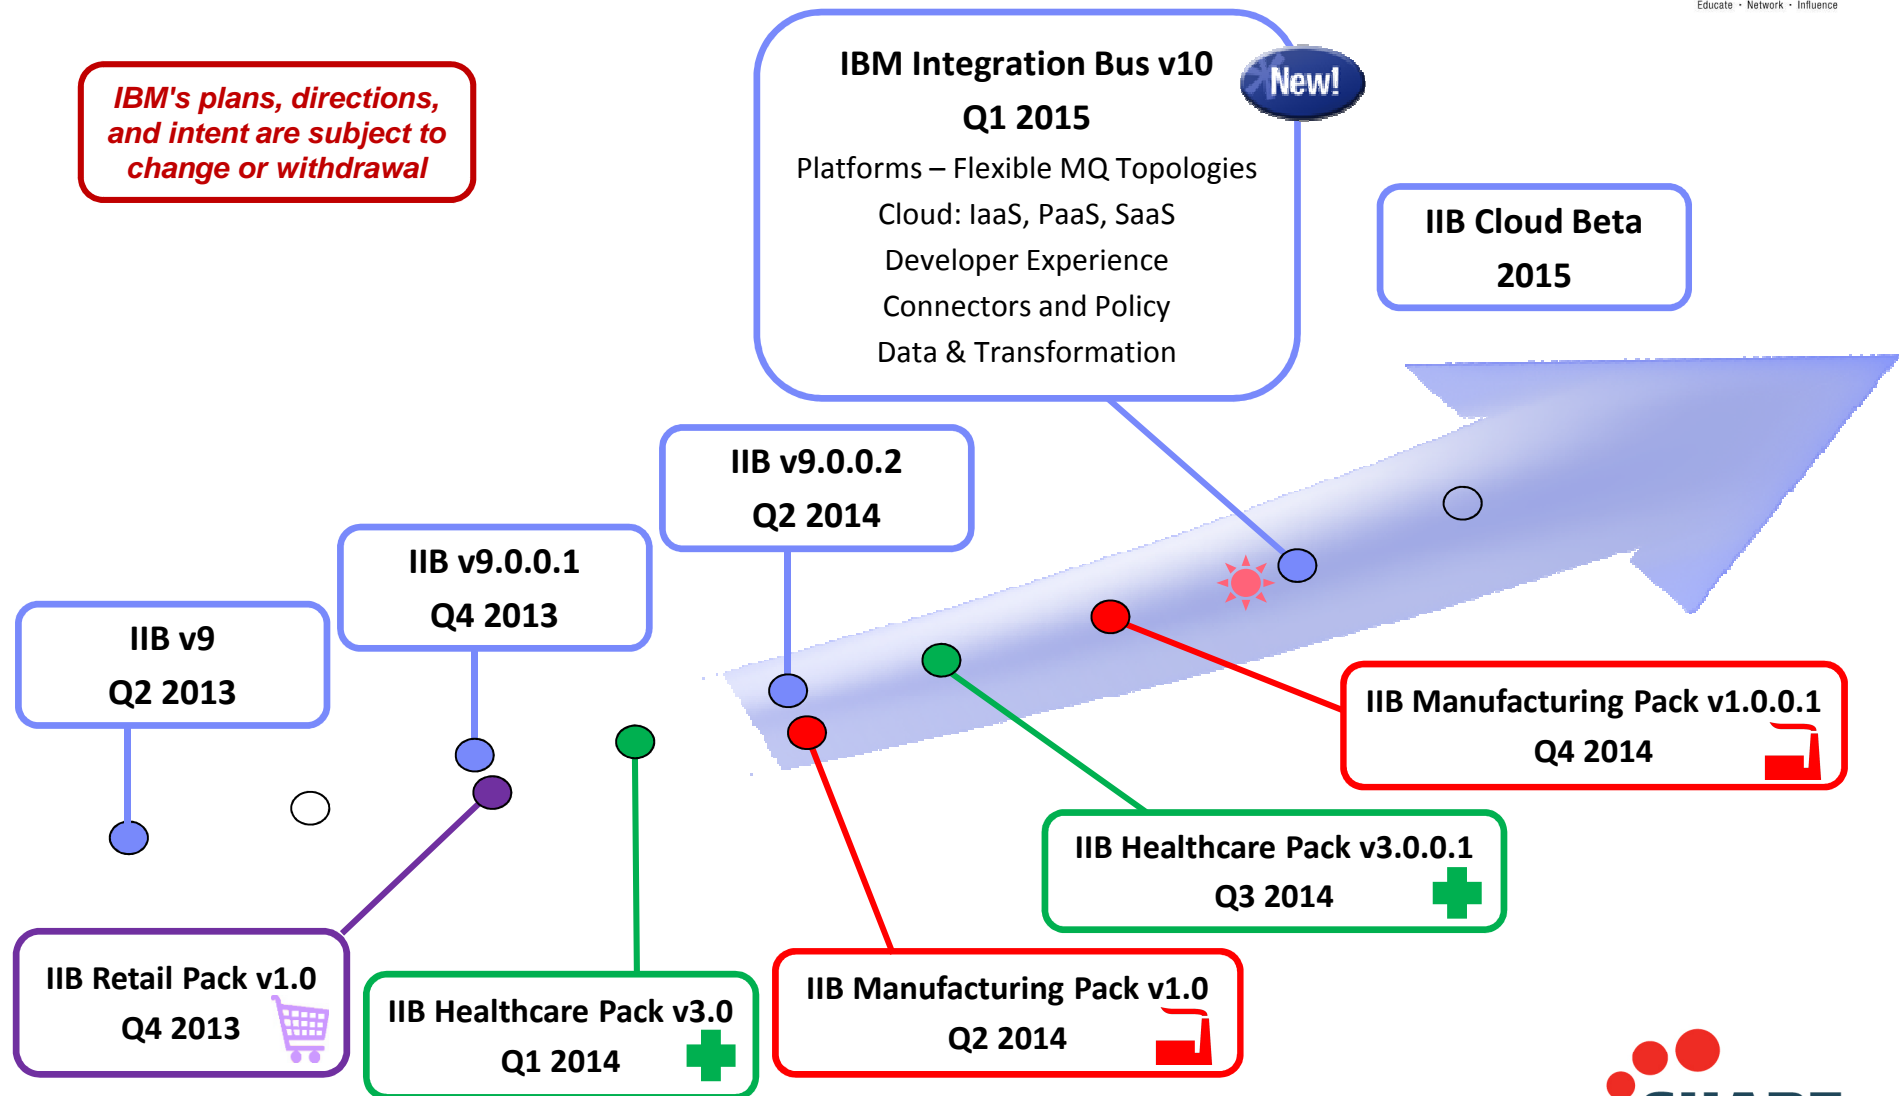 Educate · Network · Influence
IBM's plans, directions,
and intent are subject to
change or withdrawal
IBM Integration Bus v10
Q1 2015
Platforms – Flexible MQ Topologies
Cloud: IaaS, PaaS, SaaS
Developer Experience
Connectors and Policy
Data & Transformation
New!
IIB Cloud Beta
2015
IIB v9.0.0.2
Q2 2014
IIB v9.0.0.1
Q4 2013
IIB v9
Q2 2013
IIB Manufacturing Pack v1.0.0.1
Q4 2014
IIB Healthcare Pack v3.0.0.1
Q3 2014
IIB Retail Pack v1.0
Q4 2013
IIB Healthcare Pack v3.0
Q1 2014
IIB Manufacturing Pack v1.0
Q2 2014
SHARE